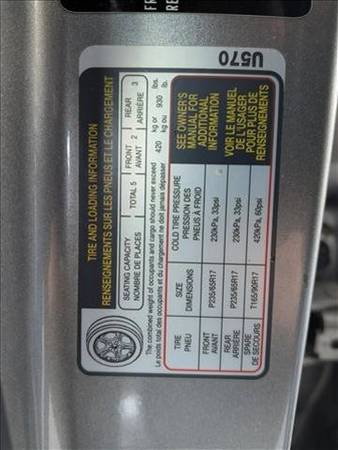 TIRE AND LOADING INFORMATION
RENSEIGNEMENTS SUR LES PNEUS ET LE CHARGEMENT
SEATING CAPACITY
NOMBRE DE PLACES
TOTAL 5
FRONT
AVANT 2
REAR
ARRIÈRE 3
The combined weight of occupants and cargo should never exceed
Le poids total des occupants et du chargement ne doit jamais dépasser
420 kg or 930 lbs.
kg ou lb.
TIRE
PNEU
SIZE
DIMENSIONS
COLD TIRE PRESSURE
PRESSION DES
PNEUS À FROID
FRONT
AVANT
P235/65R17
230kPa, 33psi
REAR
ARRIÈRE
P235/65R17
230kPa, 33psi
SPARE
DE SECOURS
T165/90R17
420kPa, 60psi
SEE OWNER'S
MANUAL FOR
ADDITIONAL
INFORMATION
VOIR LE MANUEL
DE L'USAGER
POUR PLUS DE
RENSEIGNEMENTS
U570